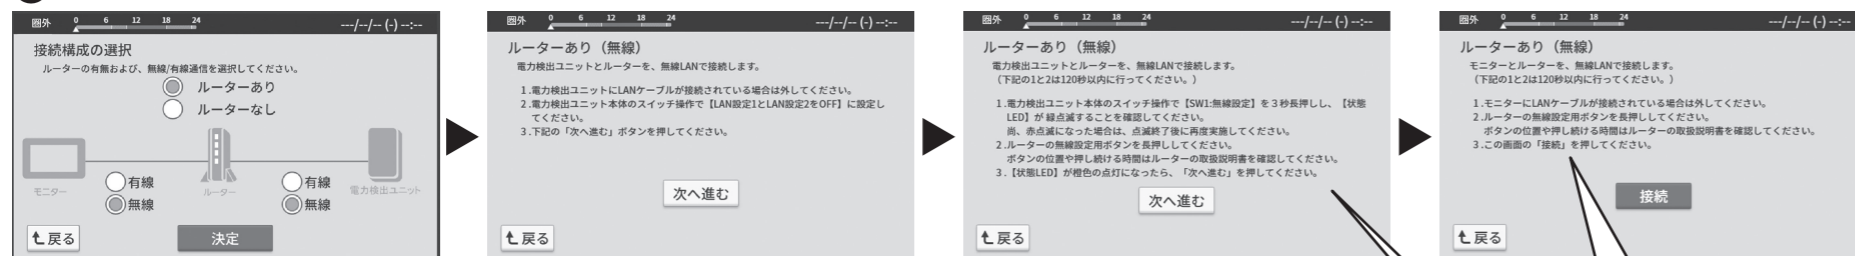 圏外 0 6 12 18 24 ---/--/-- (-) --:--
接続構成の選択
ルーターの有無および、無線/有線通信を選択してください。
ルーターあり
ルーターなし
有線
無線
有線
無線
モニター
ルーター
電力検出ユニット
戻る
決定
圏外 0 6 12 18 24 ---/--/-- (-) --:--
ルーターあり（無線）
電力検出ユニットとルーターを、無線LANで接続します。
1.電力検出ユニットにLANケーブルが接続されている場合は外してください。
2.電力検出ユニット本体のスイッチ操作で【LAN設定1とLAN設定2をOFF】に設定し
てください。
3.下記の「次へ進む」ボタンを押してください。
次へ進む
戻る
圏外 0 6 12 18 24 ---/--/-- (-) --:--
ルーターあり（無線）
電力検出ユニットとルーターを、無線LANで接続します。
（下記の1と2は120秒以内に行ってください。）
1.電力検出ユニット本体のスイッチ操作で【SW1:無線設定】を３秒長押しし、【状態
LED】が 緑点滅することを確認してください。
尚、赤点滅になった場合は、点滅終了後に再度実施してください。
2.ルーターの無線設定用ボタンを長押ししてください。
ボタンの位置や押し続ける時間はルーターの取扱説明書を確認してください。
3.【状態LED】が橙色の点灯になったら、「次へ進む」を押してください。
次へ進む
戻る
圏外 0 6 12 18 24 ---/--/-- (-) --:--
ルーターあり（無線）
モニターとルーターを、無線LANで接続します。
（下記の1と2は120秒以内に行ってください。）
1.モニターにLANケーブルが接続されている場合は外してください。
2.ルーターの無線設定用ボタンを長押ししてください。
ボタンの位置や押し続ける時間はルーターの取扱説明書を確認してください。
3.この画面の「接続」を押してください。
接続
戻る